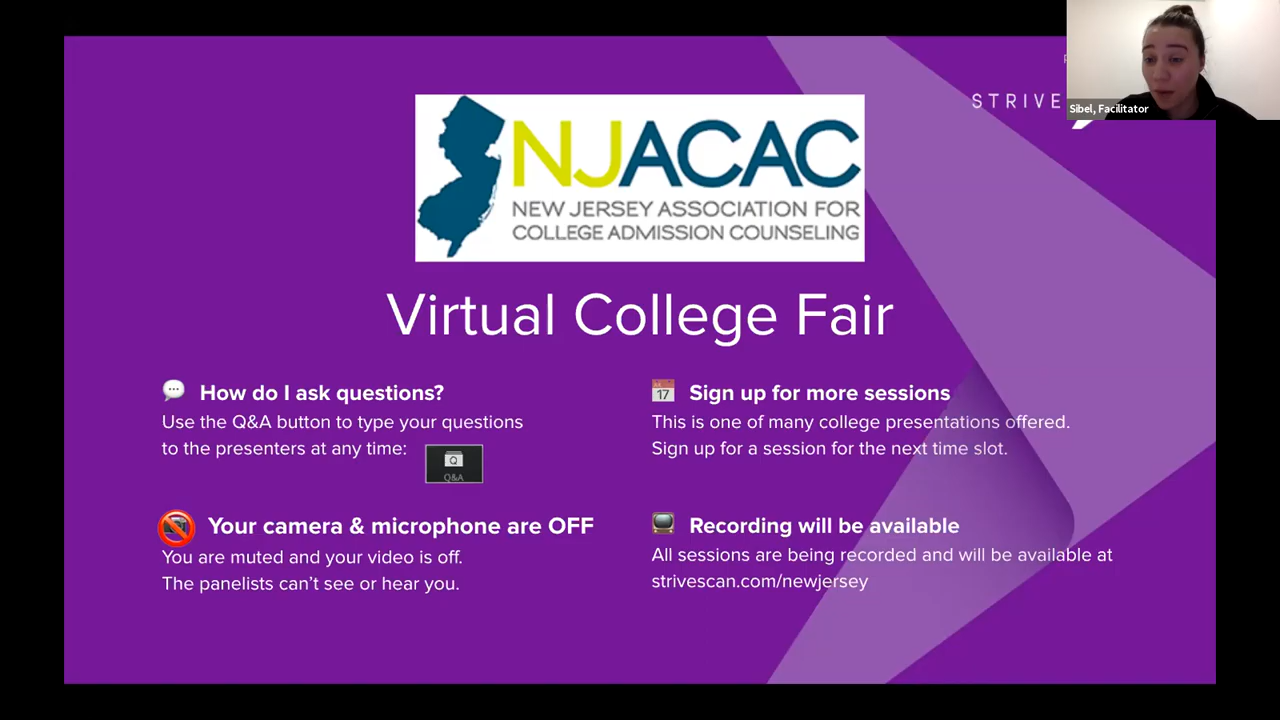 STRIVE
Sibel, Facilitator
NJACAC
NEW JERSEY ASSOCIATION FOR
COLLEGE ADMISSION COUNSELING
Virtual College Fair
How do I ask questions?
Use the Q&A button to type your questions
to the presenters at any time:
Q
Q&A
Your camera & microphone are OFF
You are muted and your video is off.
The panelists can’t see or hear you.
17
Sign up for more sessions
This is one of many college presentations offered.
Sign up for a session for the next time slot.
Recording will be available
All sessions are being recorded and will be available at
strivescan.com/newjersey